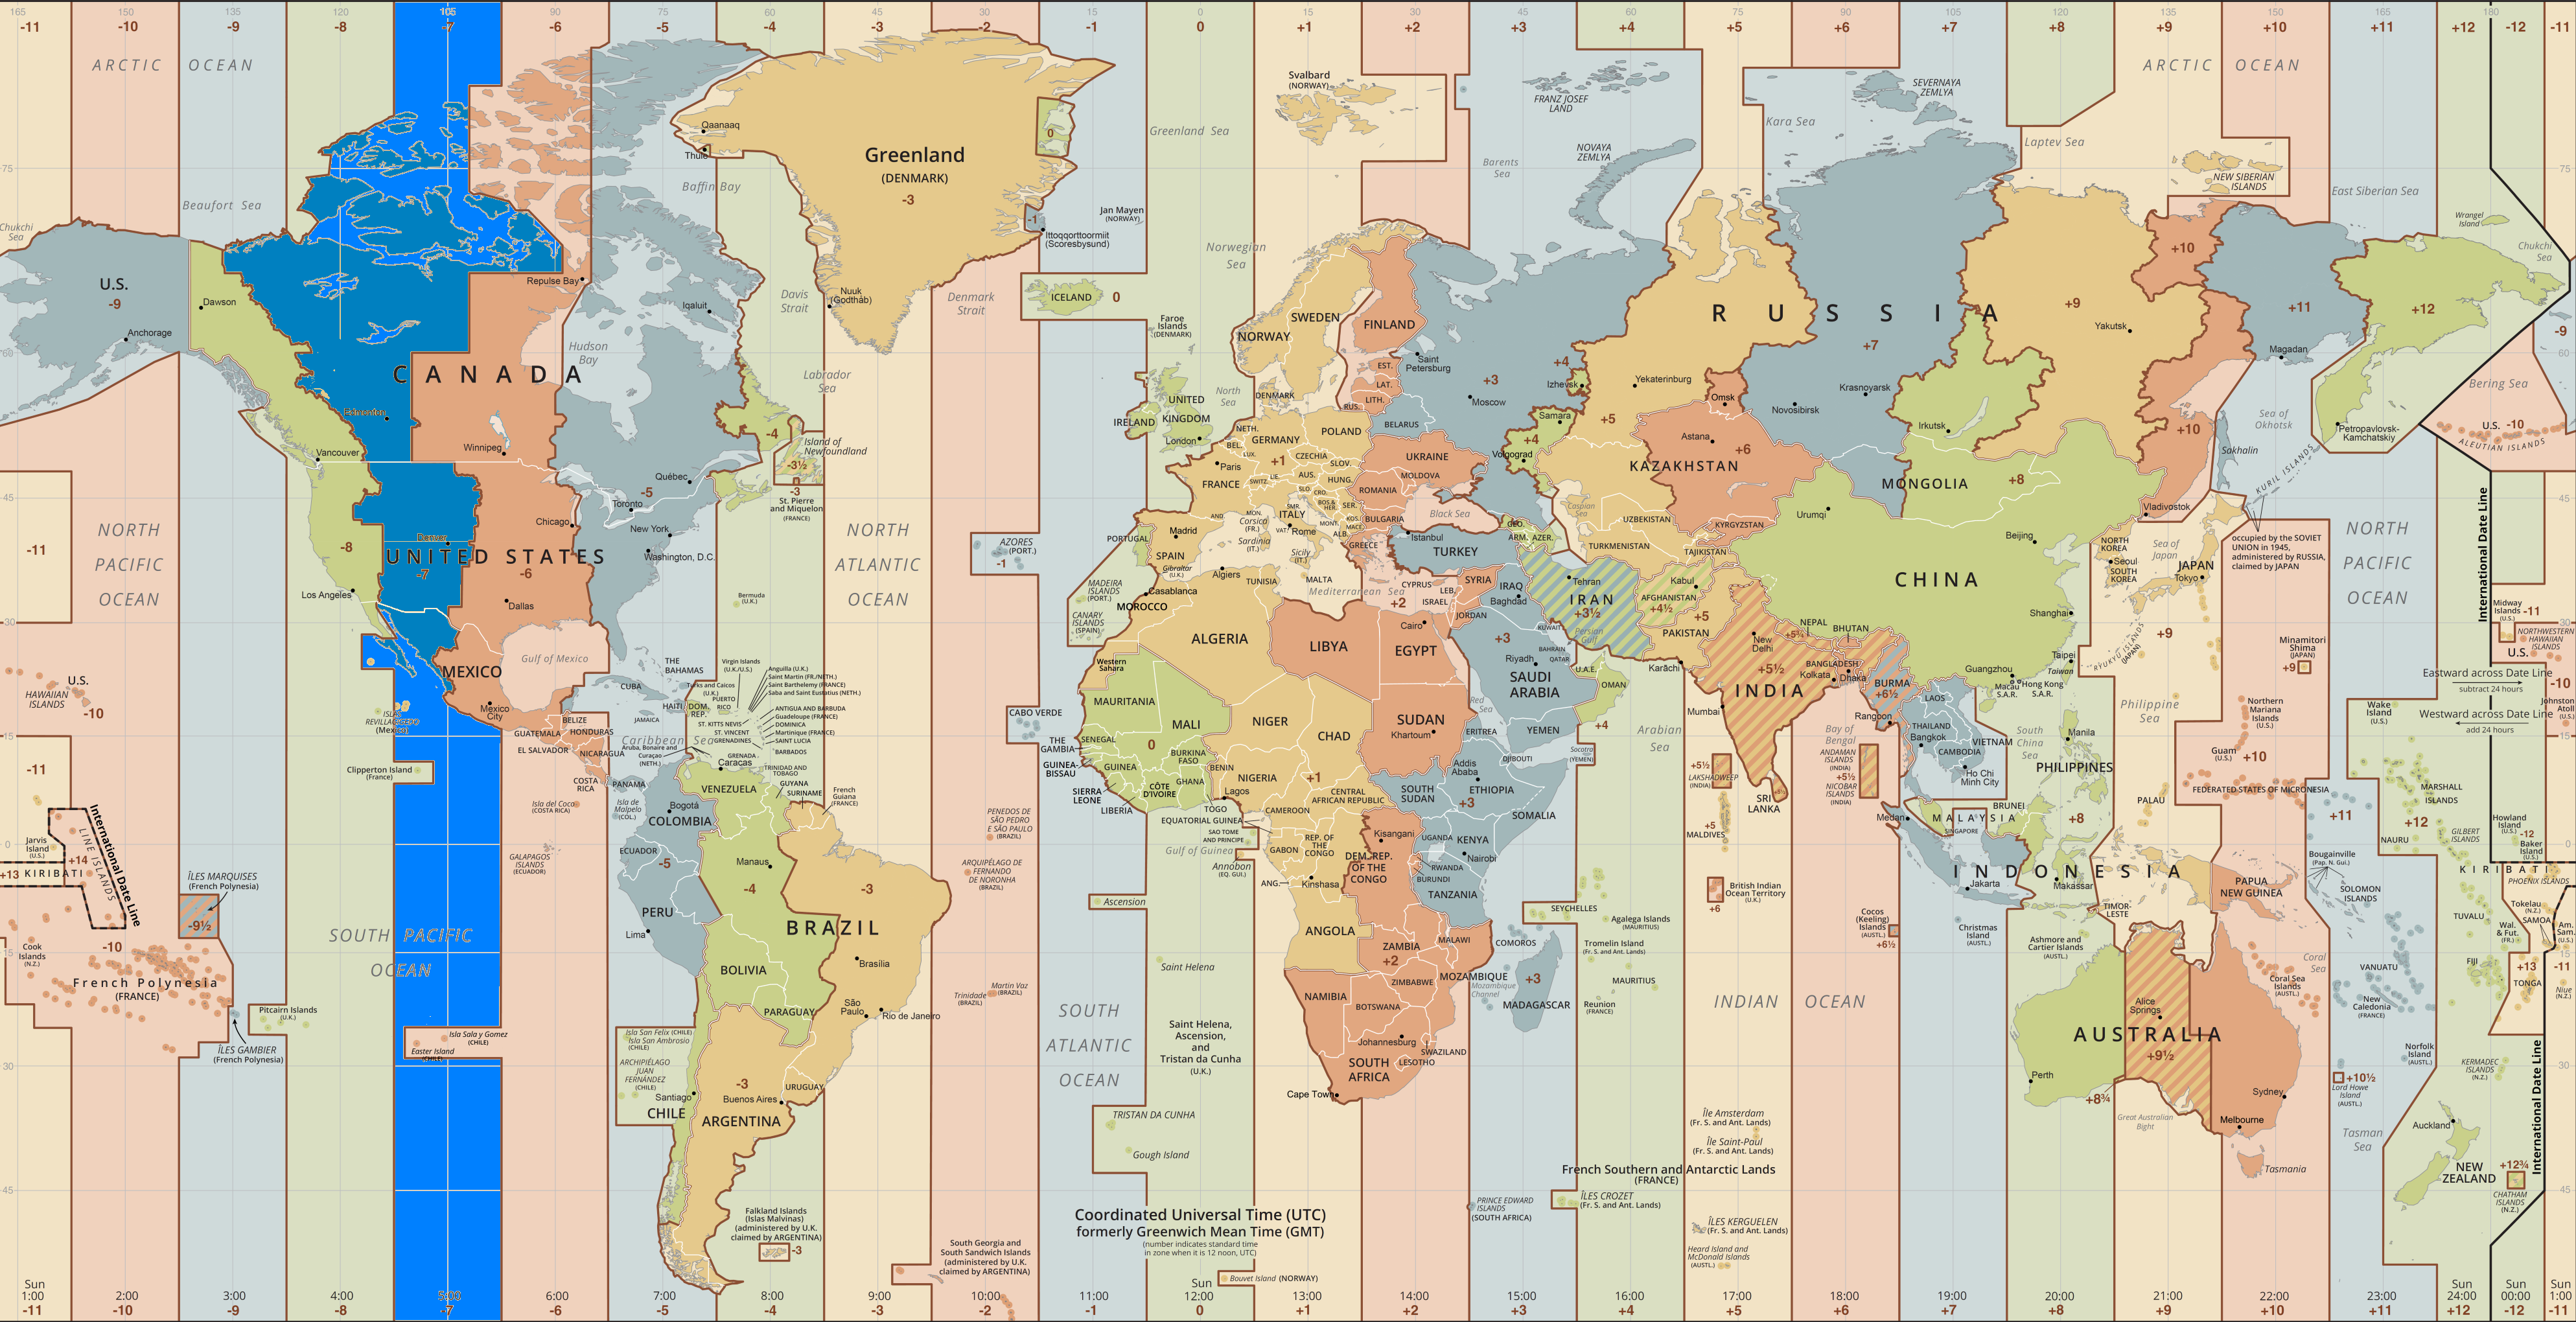 165 150 135 120 105 90 75 60 45 30 15 0 15 30 45 60 75 90 105 120 135 150 165 180
-11 -10 -9 -8 -7 -6 -5 -4 -3 -2 -1 0 +1 +2 +3 +4 +5 +6 +7 +8 +9 +10 +11 +12 -12 -11
ARCTIC OCEAN
ARCTIC OCEAN
Chukchi
Sea
Beaufort Sea
Baffin Bay
Greenland Sea
Svalbard
(NORWAY)
FRANZ JOSEF
LAND
SEVERNAYA
ZEMLYA
Kara Sea
NOVAYA
ZEMLYA
Barents
Sea
Laptev Sea
NEW SIBERIAN
ISLANDS
East Siberian Sea
Wrangel
Island
Chukchi
Sea
Qaanaaq
Thule
Greenland
(DENMARK)
-3
0
-1
Ittoqqortoormiit
(Scoresbysund)
Jan Mayen
(NORWAY)
Norwegian
Sea
U.S.
-9
Dawson
Anchorage
Repulse Bay
Iqaluit
Davis
Strait
Nuuk
(Godthåb)
Denmark
Strait
ICELAND
0
Faroe
Islands
(DENMARK)
Hudson
Bay
CANADA
Edmonton
Winnipeg
Vancouver
Labrador
Sea
-4
Island of
Newfoundland
-3½
-3
St. Pierre
and Miquelon
(FRANCE)
Québec
-5
Toronto
Chicago
New York
Washington, D.C.
UNITED STATES
-8
-7
-6
Denver
Los Angeles
Dallas
NORWAY
SWEDEN
FINLAND
EST.
LAT.
LITH.
RUS.
North
Sea
DENMARK
UNITED
KINGDOM
IRELAND
London
NETH.
BEL.
LUX.
GERMANY
POLAND
BELARUS
CZECHIA
SLOV.
+1
Paris
FRANCE
SWITZ.
LIE.
AUS.
HUNG.
UKRAINE
MOLDOVA
ROMANIA
SLO.
CRO.
BOS.&
HER.
SER.
MON.
SMR.
ITALY
AND.
Corsica
(FR.)
VAT.
Rome
MONT.
KOS.
MACE.
BULGARIA
ALB.
GREECE
Black Sea
Sardinia
(IT.)
Sicily
(IT.)
Madrid
PORTUGAL
SPAIN
Gibraltar
(U.K.)
Algiers
TUNISIA
MALTA
Mediterranean Sea
+2
Istanbul
TURKEY
CYPRUS
SYRIA
LEB.
ISRAEL
JORDAN
IRAQ
Baghdad
Saint
Petersburg
+3
Moscow
+4
Izhevsk
Samara
+4
Volgograd
Yekaterinburg
+5
RUSSIA
Omsk
Novosibirsk
+7
Krasnoyarsk
Irkutsk
+9
Yakutsk
+10
+11
Magadan
+12
-9
Bering Sea
U.S. -10
ALEUTIAN ISLANDS
Petropavlovsk-
Kamchatskiy
Sea of
Okhotsk
Sakhalin
KURIL ISLANDS
+10
Vladivostok
Astana
+6
KAZAKHSTAN
Caspian
Sea
UZBEKISTAN
KYRGYZSTAN
TURKMENISTAN
TAJIKISTAN
GEO.
ARM.
AZER.
Tehran
IRAN
+3½
Persian
Gulf
Kabul
AFGHANISTAN
+4½
+5
PAKISTAN
Karāchi
MONGOLIA
+8
Urumqi
Beijing
CHINA
Shanghai
Guangzhou
Macau
S.A.R.
Hong Kong
S.A.R.
Taipei
Taiwan
NORTH
KOREA
Seoul
SOUTH
KOREA
Sea of
Japan
JAPAN
Tokyo
+9
RYUKYU ISLANDS
(JAPAN)
occupied by the SOVIET
UNION in 1945,
administered by RUSSIA,
claimed by JAPAN
NORTH
PACIFIC
OCEAN
International Date Line
Midway
Islands
(U.S.)
-11
NORTHWESTERN
HAWAIIAN
ISLANDS
U.S.
-10
Minamitori
Shima
(JAPAN)
+9
Eastward across Date Line
subtract 24 hours
Westward across Date Line
add 24 hours
Johnston
Atoll
(U.S.)
Wake
Island
(U.S.)
NORTH
PACIFIC
OCEAN
-11
U.S.
HAWAIIAN
ISLANDS
-10
-11
NORTH
ATLANTIC
OCEAN
AZORES
(PORT.)
-1
Bermuda
(U.K.)
MADEIRA
ISLANDS
(PORT.)
CANARY
ISLANDS
(SPAIN)
Casablanca
MOROCCO
Western
Sahara
ALGERIA
LIBYA
Cairo
EGYPT
KUWAIT
+3
BAHRAIN
QATAR
Riyadh
U.A.E.
SAUDI
ARABIA
OMAN
+4
YEMEN
Red
Sea
Socotra
(YEMEN)
Arabian
Sea
New
Delhi
NEPAL
+5¾
BHUTAN
+5½
BANGLADESH
Kolkata
Dhaka
INDIA
Mumbai
BURMA
+6½
Rangoon
LAOS
THAILAND
Bangkok
VIETNAM
CAMBODIA
Ho Chi
Minh City
South
China
Sea
Manila
PHILIPPINES
Philippine
Sea
Northern
Mariana
Islands
(U.S.)
Guam
(U.S.)
+10
FEDERATED STATES OF MICRONESIA
PALAU
MARSHALL
ISLANDS
+11
+12
NAURU
GILBERT
ISLANDS
Howland
Island
(U.S.)
-12
Baker
Island
(U.S.)
KIRIBATI
PHOENIX ISLANDS
MEXICO
Mexico
City
Gulf of Mexico
THE
BAHAMAS
CUBA
Virgin Islands
(U.K./U.S.)
Turks and Caicos
(U.K.)
Anguilla (U.K.)
Saint Martin (FR./NETH.)
Saint Barthelemy (FRANCE)
Saba and Saint Eustatius (NETH.)
ISLAS
REVILLAGIGEDO
(Mexico)
JAMAICA
HAITI
DOM.
REP.
PUERTO
RICO
ST. KITTS NEVIS
ST. VINCENT
GRENADINES
ANTIGUA AND BARBUDA
Guadeloupe (FRANCE)
DOMINICA
Martinique (FRANCE)
SAINT LUCIA
BARBADOS
GRENADA
TRINIDAD AND
TOBAGO
BELIZE
GUATEMALA
HONDURAS
EL SALVADOR
NICARAGUA
COSTA
RICA
PANAMA
Caribbean Sea
Aruba, Bonaire and
Curaçao
(NETH.)
Clipperton Island
(France)
Isla del Coco
(COSTA RICA)
Isla de
Malpelo
(COL.)
Caracas
VENEZUELA
GUYANA
SURINAME
French
Guiana
(FRANCE)
Bogotá
COLOMBIA
ECUADOR
GALAPAGOS
ISLANDS
(ECUADOR)
-5
Manaus
-4
-3
PERU
Lima
BRAZIL
Brasília
BOLIVIA
PARAGUAY
São
Paulo
Rio de Janeiro
CABO VERDE
MAURITANIA
MALI
NIGER
CHAD
SUDAN
Khartoum
ERITREA
DJIBOUTI
THE
GAMBIA
SENEGAL
GUINEA-
BISSAU
GUINEA
SIERRA
LEONE
LIBERIA
0
BURKINA
FASO
CÔTE
D'IVOIRE
GHANA
TOGO
BENIN
NIGERIA
Lagos
+1
CAMEROON
CENTRAL
AFRICAN REPUBLIC
SOUTH
SUDAN
Addis
Ababa
ETHIOPIA
+3
SOMALIA
EQUATORIAL GUINEA
SAO TOME
AND PRINCIPE
Gulf of Guinea
Annobon
(EQ. GUI.)
GABON
REP. OF
THE
CONGO
Kisangani
DEM. REP.
OF THE
CONGO
UGANDA
KENYA
Nairobi
RWANDA
BURUNDI
TANZANIA
Kinshasa
ANG.
ANGOLA
ZAMBIA
+2
MALAWI
COMOROS
MOZAMBIQUE
Mozambique
Channel
ZIMBABWE
NAMIBIA
BOTSWANA
+3
MADAGASCAR
Johannesburg
SWAZILAND
LESOTHO
SOUTH
AFRICA
Cape Town
SEYCHELLES
Agalega Islands
(MAURITIUS)
Tromelin Island
(Fr. S. and Ant. Lands)
MAURITIUS
Reunion
(FRANCE)
+5½
LAKSHADWEEP
(INDIA)
MALDIVES
+5
SRI
LANKA
Bay of
Bengal
ANDAMAN
ISLANDS
(INDIA)
+5½
NICOBAR
ISLANDS
(INDIA)
British Indian
Ocean Territory
(U.K.)
+6
Cocos
(Keeling)
Islands
(AUSTL.)
+6½
Medan
MALAYSIA
SINGAPORE
BRUNEI
+8
INDONESIA
Jakarta
Makassar
TIMOR-
LESTE
Christmas
Island
(AUSTL.)
Ashmore and
Cartier Islands
(AUSTL.)
PAPUA
NEW GUINEA
Bougainville
(Pap. N. Gui.)
SOLOMON
ISLANDS
TUVALU
Tokelau
(N.Z.)
SAMOA
Am.
Sam.
(U.S.)
Wal.
& Fut.
(FR.)
FIJI
+13
TONGA
-11
Niue
(N.Z.)
VANUATU
Coral
Sea
Coral Sea
Islands
(AUSTL.)
New
Caledonia
(FRANCE)
Alice
Springs
AUSTRALIA
+9½
Perth
+8¾
Great Australian
Bight
Sydney
Melbourne
Tasmania
Tasman
Sea
Norfolk
Island
(AUSTL.)
+10½
Lord Howe
Island
(AUSTL.)
KERMADEC
ISLANDS
(N.Z.)
International Date Line
Auckland
NEW
ZEALAND
+12¾
CHATHAM
ISLANDS
(N.Z.)
International Date Line
LINE ISLANDS
Jarvis
Island
(U.S.)
+14
+13
KIRIBATI
ÎLES MARQUISES
(French Polynesia)
-9½
-10
Cook
Islands
(N.Z.)
French Polynesia
(FRANCE)
Pitcairn Islands
(U.K.)
ÎLES GAMBIER
(French Polynesia)
SOUTH PACIFIC
OCEAN
Isla Sala y Gomez
(CHILE)
Easter Island
(CHILE)
Isla San Felix (CHILE)
Isla San Ambrosio
(CHILE)
ARCHIPIÉLAGO
JUAN
FERNÁNDEZ
(CHILE)
Santiago
CHILE
-3
URUGUAY
Buenos Aires
ARGENTINA
PENEDOS DE
SÃO PEDRO
E SÃO PAULO
(BRAZIL)
ARQUIPÉLAGO DE
FERNANDO
DE NORONHA
(BRAZIL)
Ascension
Saint Helena
Martin Vaz
(BRAZIL)
Trinidade
(BRAZIL)
SOUTH
ATLANTIC
OCEAN
Saint Helena,
Ascension,
and
Tristan da Cunha
(U.K.)
TRISTAN DA CUNHA
Gough Island
INDIAN OCEAN
Île Amsterdam
(Fr. S. and Ant. Lands)
Île Saint-Paul
(Fr. S. and Ant. Lands)
French Southern and Antarctic Lands
(FRANCE)
PRINCE EDWARD
ISLANDS
(SOUTH AFRICA)
ÎLES CROZET
(Fr. S. and Ant. Lands)
ÎLES KERGUELEN
(Fr. S. and Ant. Lands)
Heard Island and
McDonald Islands
(AUSTL.)
Falkland Islands
(Islas Malvinas)
(administered by U.K.
claimed by ARGENTINA)
-3
South Georgia and
South Sandwich Islands
(administered by U.K.
claimed by ARGENTINA)
Coordinated Universal Time (UTC)
formerly Greenwich Mean Time (GMT)
(number indicates standard time
in zone when it is 12 noon, UTC)
Bouvet Island (NORWAY)
75
60
45
30
15
0
15
30
45
Sun Sun Sun Sun Sun
1:00 2:00 3:00 4:00 5:00 6:00 7:00 8:00 9:00 10:00 11:00 12:00 13:00 14:00 15:00 16:00 17:00 18:00 19:00 20:00 21:00 22:00 23:00 24:00 00:00 1:00
-11 -10 -9 -8 -7 -6 -5 -4 -3 -2 -1 0 +1 +2 +3 +4 +5 +6 +7 +8 +9 +10 +11 +12 -12 -11